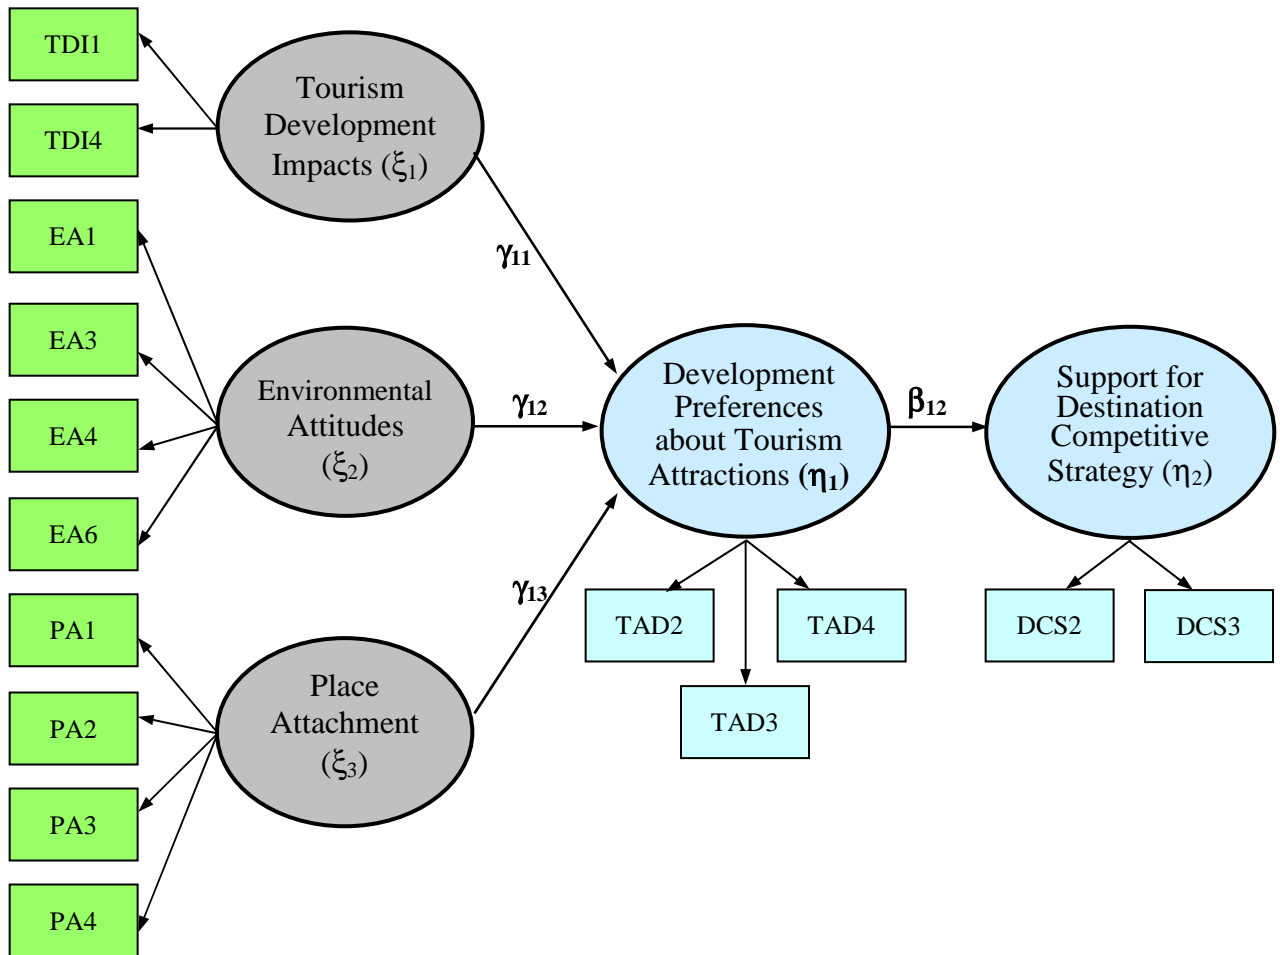 TDI1
TDI4
EA1
EA3
EA4
EA6
PA1
PA2
PA3
PA4
Tourism
Development
Impacts (ξ₁)
Environmental
Attitudes
(ξ₂)
Place
Attachment
(ξ₃)
γ₁₁
γ₁₂
γ₁₃
Development
Preferences
about Tourism
Attractions (η₁)
β₁₂
Support for
Destination
Competitive
Strategy (η₂)
TAD2
TAD4
TAD3
DCS2
DCS3